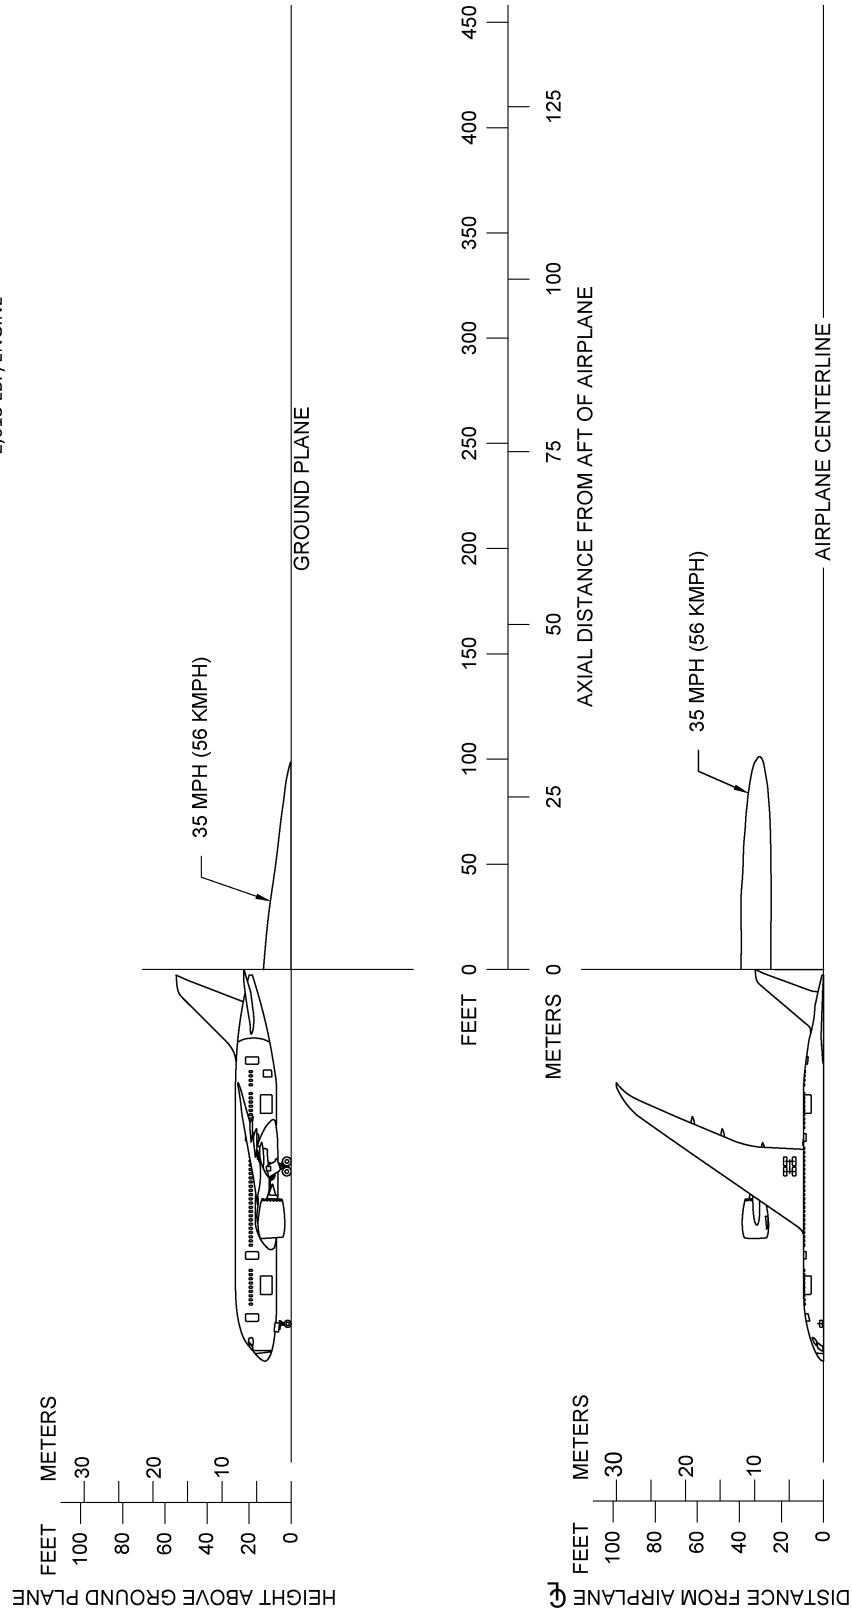 HEIGHT ABOVE GROUND PLANE
FEET METERS
100 30
80
60 20
40
20 10
0
35 MPH (56 KMPH)
GROUND PLANE
FEET 0 50 100 150 200 250 300 350 400 450
METERS 0 25 50 75 100 125
AXIAL DISTANCE FROM AFT OF AIRPLANE
DISTANCE FROM AIRPLANE ℄
FEET METERS
100 30
80
60 20
40
20 10
0
35 MPH (56 KMPH)
AIRPLANE CENTERLINE